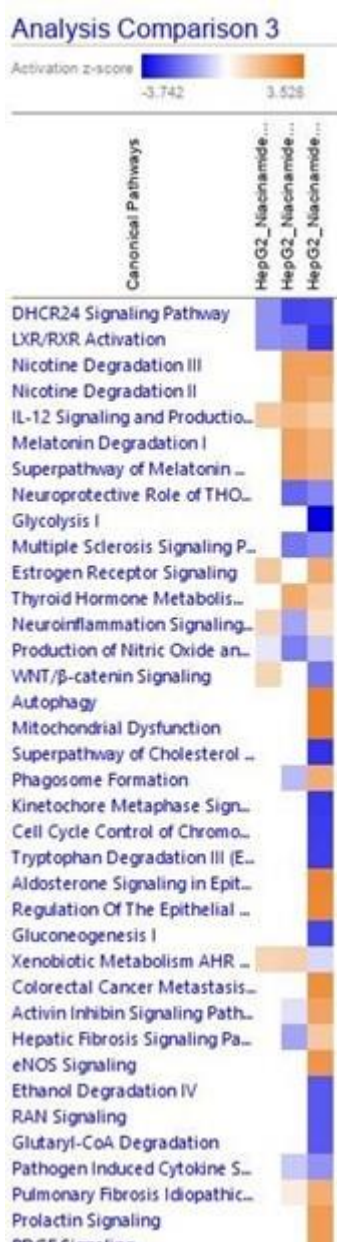 Analysis Comparison 3
Activation z-score
-3.742 3.528
Canonical Pathways
HepG2_Niacinamide...
HepG2_Niacinamide...
HepG2_Niacinamide...
DHCR24 Signaling Pathway
LXR/RXR Activation
Nicotine Degradation III
Nicotine Degradation II
IL-12 Signaling and Productio...
Melatonin Degradation I
Superpathway of Melatonin ...
Neuroprotective Role of THO...
Glycolysis I
Multiple Sclerosis Signaling P...
Estrogen Receptor Signaling
Thyroid Hormone Metabolis...
Neuroinflammation Signaling...
Production of Nitric Oxide an...
WNT/β-catenin Signaling
Autophagy
Mitochondrial Dysfunction
Superpathway of Cholesterol ...
Phagosome Formation
Kinetochore Metaphase Sign...
Cell Cycle Control of Chromo...
Tryptophan Degradation III (E...
Aldosterone Signaling in Epit...
Regulation Of The Epithelial ...
Gluconeogenesis I
Xenobiotic Metabolism AHR ...
Colorectal Cancer Metastasis...
Activin Inhibin Signaling Path...
Hepatic Fibrosis Signaling Pa...
eNOS Signaling
Ethanol Degradation IV
RAN Signaling
Glutaryl-CoA Degradation
Pathogen Induced Cytokine S...
Pulmonary Fibrosis Idiopathic...
Prolactin Signaling